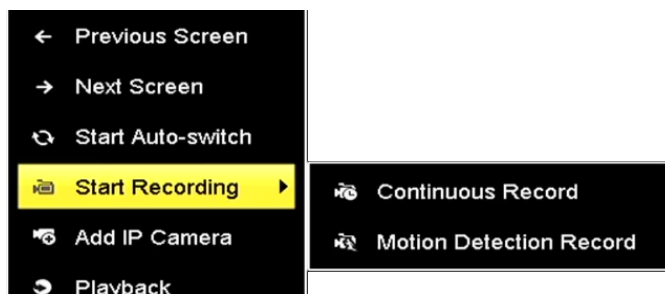 Previous Screen
Next Screen
Start Auto-switch
Start Recording
Continuous Record
Add IP Camera
Motion Detection Record
Playback